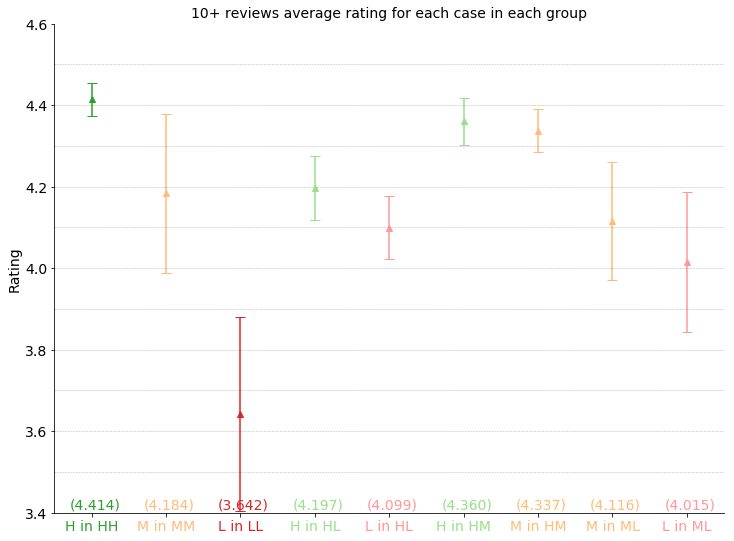 10+ reviews average rating for each case in each group
Rating
4.6
4.4
4.2
4.0
3.8
3.6
3.4
(4.414) (4.184) (3.642) (4.197) (4.099) (4.360) (4.337) (4.116) (4.015)
H in HH M in MM L in LL H in HL L in HL H in HM M in HM M in ML L in ML